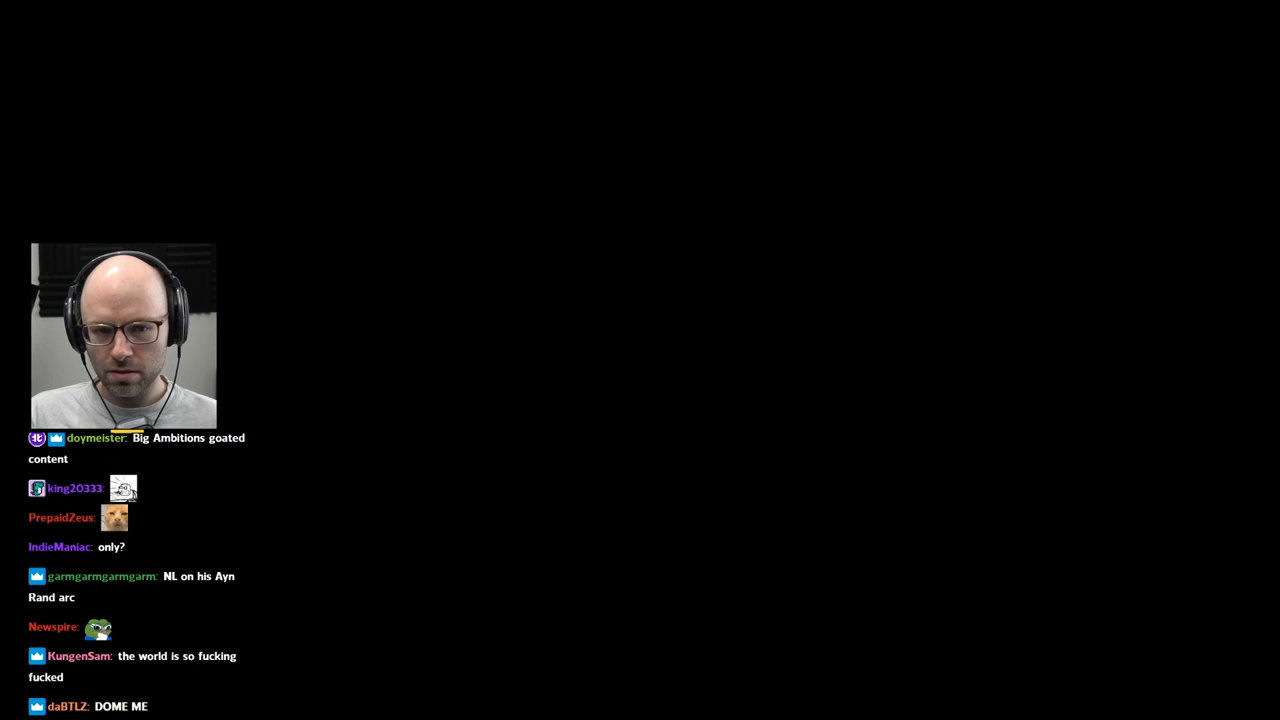 doymeister: Big Ambitions goated
content
king20333:
PrepaidZeus:
IndieManiac: only?
garmgarmgarmgarm: NL on his Ayn
Rand arc
Newspire:
KungenSam: the world is so fucking
fucked
daBTLZ: DOME ME